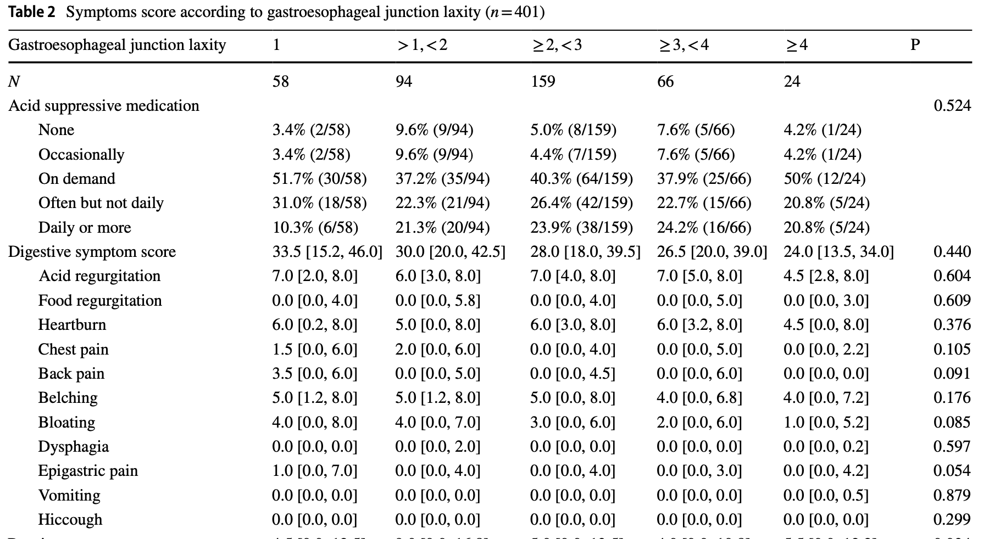 Table 2 Symptoms score according to gastroesophageal junction laxity (n=401)
Gastroesophageal junction laxity 1 >1,<2 ≥2,<3 ≥3,<4 ≥4 P
N 58 94 159 66 24
Acid suppressive medication 0.524
None 3.4% (2/58) 9.6% (9/94) 5.0% (8/159) 7.6% (5/66) 4.2% (1/24)
Occasionally 3.4% (2/58) 9.6% (9/94) 4.4% (7/159) 7.6% (5/66) 4.2% (1/24)
On demand 51.7% (30/58) 37.2% (35/94) 40.3% (64/159) 37.9% (25/66) 50% (12/24)
Often but not daily 31.0% (18/58) 22.3% (21/94) 26.4% (42/159) 22.7% (15/66) 20.8% (5/24)
Daily or more 10.3% (6/58) 21.3% (20/94) 23.9% (38/159) 24.2% (16/66) 20.8% (5/24)
Digestive symptom score 33.5 [15.2, 46.0] 30.0 [20.0, 42.5] 28.0 [18.0, 39.5] 26.5 [20.0, 39.0] 24.0 [13.5, 34.0] 0.440
Acid regurgitation 7.0 [2.0, 8.0] 6.0 [3.0, 8.0] 7.0 [4.0, 8.0] 7.0 [5.0, 8.0] 4.5 [2.8, 8.0] 0.604
Food regurgitation 0.0 [0.0, 4.0] 0.0 [0.0, 5.8] 0.0 [0.0, 4.0] 0.0 [0.0, 5.0] 0.0 [0.0, 3.0] 0.609
Heartburn 6.0 [0.2, 8.0] 5.0 [0.0, 8.0] 6.0 [3.0, 8.0] 6.0 [3.2, 8.0] 4.5 [0.0, 8.0] 0.376
Chest pain 1.5 [0.0, 6.0] 2.0 [0.0, 6.0] 0.0 [0.0, 4.0] 0.0 [0.0, 5.0] 0.0 [0.0, 2.2] 0.105
Back pain 3.5 [0.0, 6.0] 0.0 [0.0, 5.0] 0.0 [0.0, 4.5] 0.0 [0.0, 6.0] 0.0 [0.0, 0.0] 0.091
Belching 5.0 [1.2, 8.0] 5.0 [1.2, 8.0] 5.0 [0.0, 8.0] 4.0 [0.0, 6.8] 4.0 [0.0, 7.2] 0.176
Bloating 4.0 [0.0, 8.0] 4.0 [0.0, 7.0] 3.0 [0.0, 6.0] 2.0 [0.0, 6.0] 1.0 [0.0, 5.2] 0.085
Dysphagia 0.0 [0.0, 0.0] 0.0 [0.0, 2.0] 0.0 [0.0, 0.0] 0.0 [0.0, 0.0] 0.0 [0.0, 0.2] 0.597
Epigastric pain 1.0 [0.0, 7.0] 0.0 [0.0, 4.0] 0.0 [0.0, 4.0] 0.0 [0.0, 3.0] 0.0 [0.0, 4.2] 0.054
Vomiting 0.0 [0.0, 0.0] 0.0 [0.0, 0.0] 0.0 [0.0, 0.0] 0.0 [0.0, 0.0] 0.0 [0.0, 0.5] 0.879
Hiccough 0.0 [0.0, 0.0] 0.0 [0.0, 0.0] 0.0 [0.0, 0.0] 0.0 [0.0, 0.0] 0.0 [0.0, 0.0] 0.299